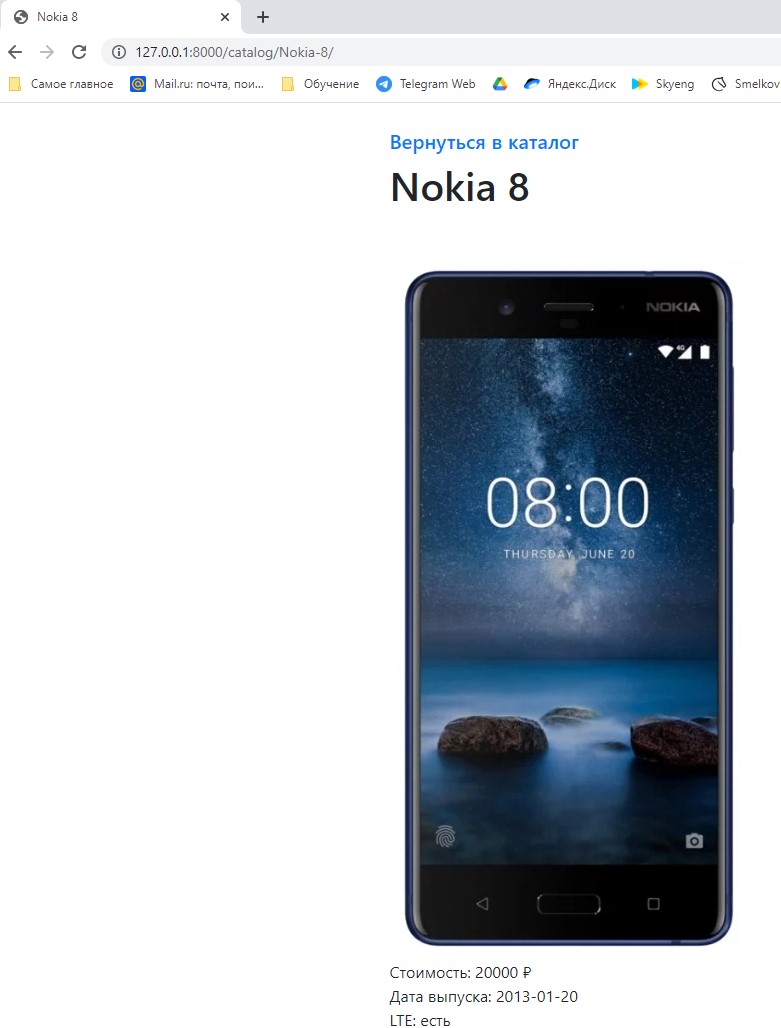 Nokia 8
127.0.0.1:8000/catalog/Nokia-8/
Самое главное Mail.ru: почта, пои... Обучение Telegram Web Яндекс.Диск Skyeng Smelkov
Вернуться в каталог
Nokia 8
NOKIA
4G
08:00
THURSDAY, JUNE 20
Стоимость: 20000 ₽
Дата выпуска: 2013-01-20
LTE: есть